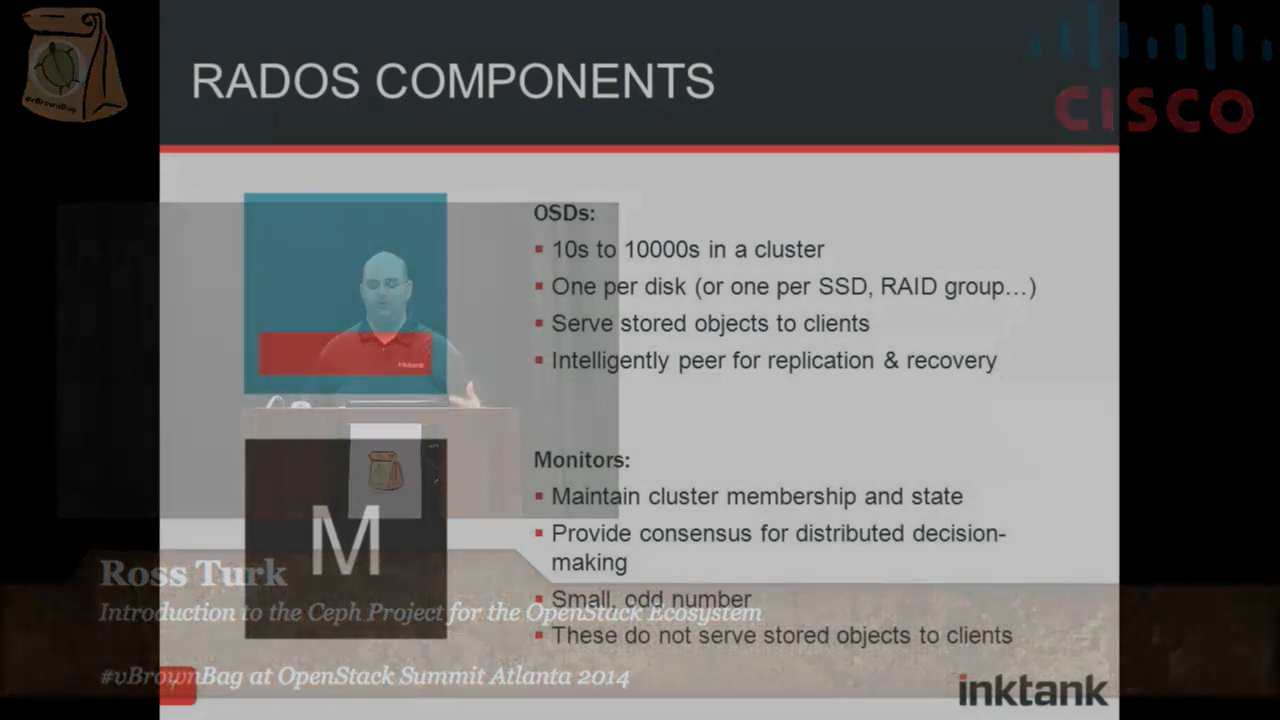 #vBrownBag
CISCO
RADOS COMPONENTS
OSDs:
▪ 10s to 10000s in a cluster
▪ One per disk (or one per SSD, RAID group…)
▪ Serve stored objects to clients
▪ Intelligently peer for replication & recovery
inktank
Monitors:
▪ Maintain cluster membership and state
▪ Provide consensus for distributed decision-
making
▪ Small, odd number
▪ These do not serve stored objects to clients
M
Ross Turk
Introduction to the Ceph Project for the OpenStack Ecosystem
#vBrownBag at OpenStack Summit Atlanta 2014
inktank